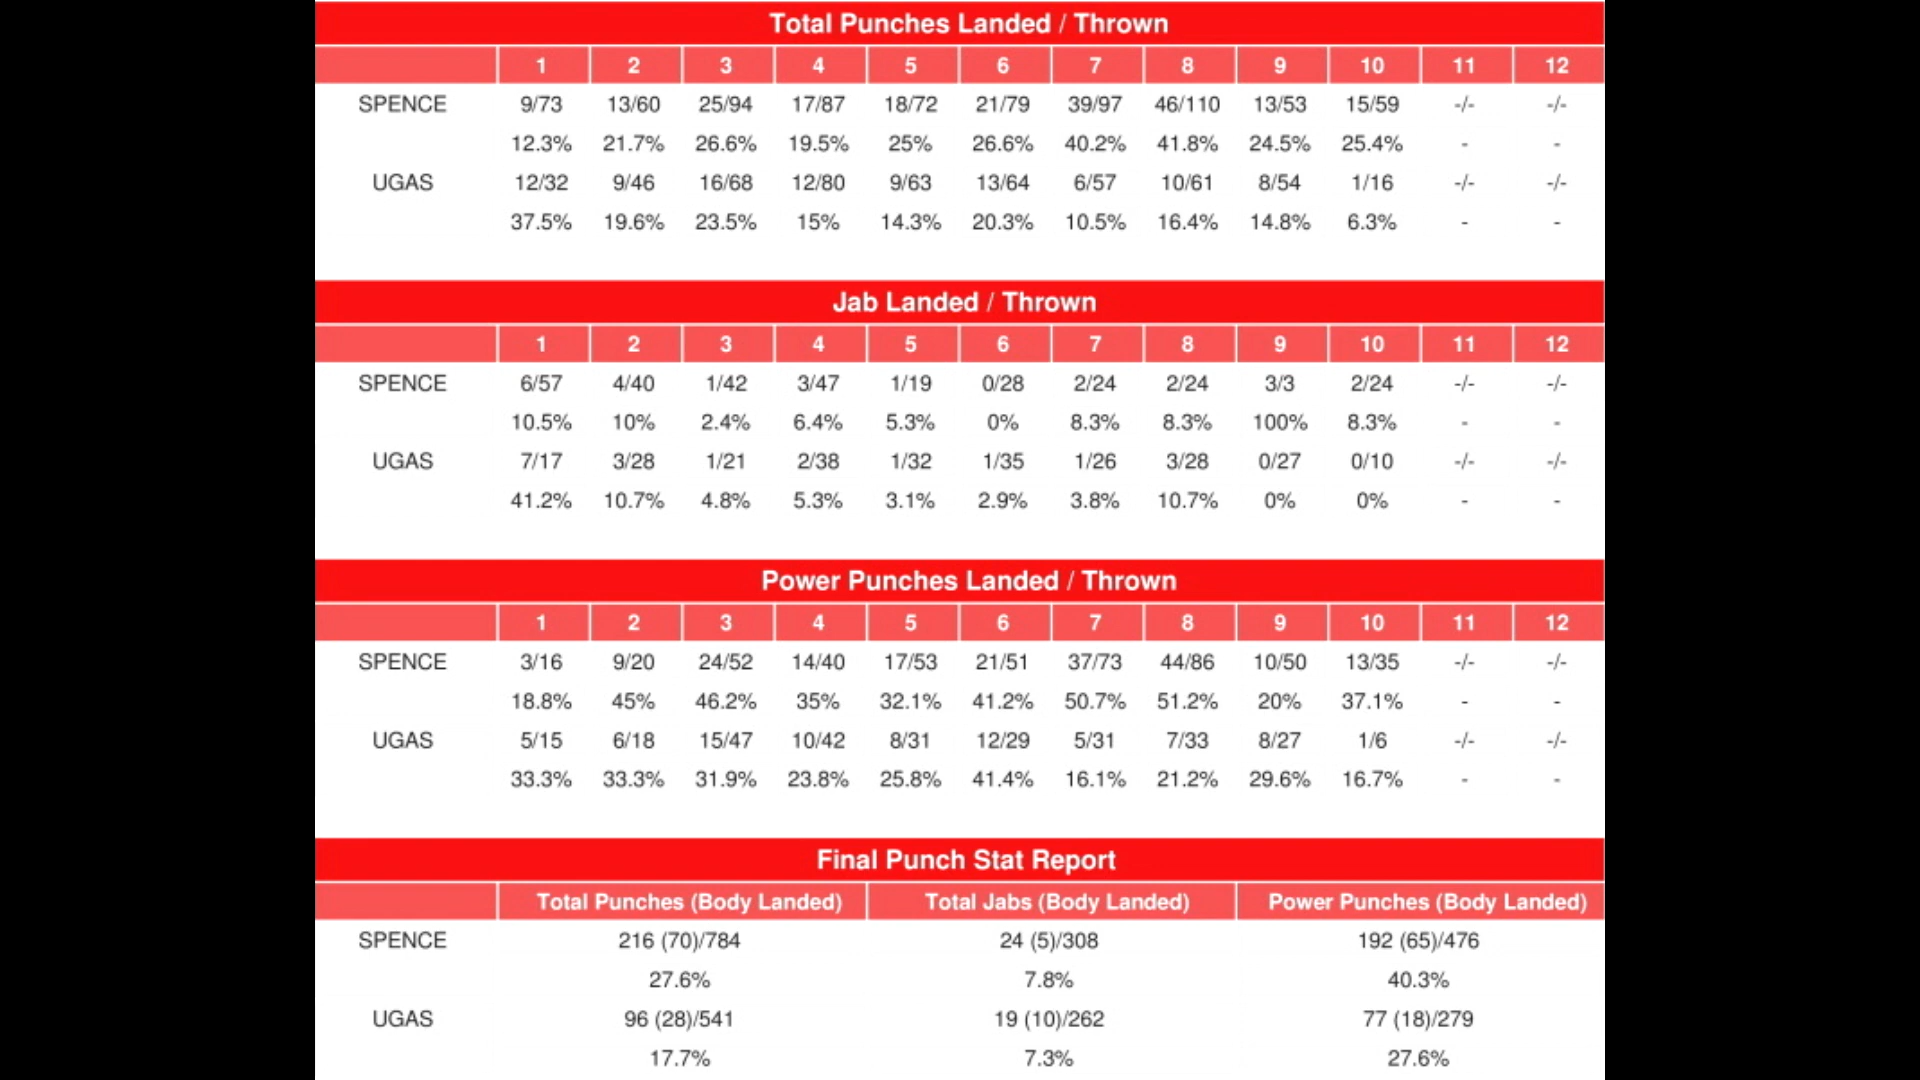 Total Punches Landed / Thrown
1 2 3 4 5 6 7 8 9 10 11 12
SPENCE 9/73 13/60 25/94 17/87 18/72 21/79 39/97 46/110 13/53 15/59 -/- -/-
12.3% 21.7% 26.6% 19.5% 25% 26.6% 40.2% 41.8% 24.5% 25.4% - -
UGAS 12/32 9/46 16/68 12/80 9/63 13/64 6/57 10/61 8/54 1/16 -/- -/-
37.5% 19.6% 23.5% 15% 14.3% 20.3% 10.5% 16.4% 14.8% 6.3% - -
Jab Landed / Thrown
1 2 3 4 5 6 7 8 9 10 11 12
SPENCE 6/57 4/40 1/42 3/47 1/19 0/28 2/24 2/24 3/3 2/24 -/- -/-
10.5% 10% 2.4% 6.4% 5.3% 0% 8.3% 8.3% 100% 8.3% - -
UGAS 7/17 3/28 1/21 2/38 1/32 1/35 1/26 3/28 0/27 0/10 -/- -/-
41.2% 10.7% 4.8% 5.3% 3.1% 2.9% 3.8% 10.7% 0% 0% - -
Power Punches Landed / Thrown
1 2 3 4 5 6 7 8 9 10 11 12
SPENCE 3/16 9/20 24/52 14/40 17/53 21/51 37/73 44/86 10/50 13/35 -/- -/-
18.8% 45% 46.2% 35% 32.1% 41.2% 50.7% 51.2% 20% 37.1% - -
UGAS 5/15 6/18 15/47 10/42 8/31 12/29 5/31 7/33 8/27 1/6 -/- -/-
33.3% 33.3% 31.9% 23.8% 25.8% 41.4% 16.1% 21.2% 29.6% 16.7% - -
Final Punch Stat Report
Total Punches (Body Landed) Total Jabs (Body Landed) Power Punches (Body Landed)
SPENCE 216 (70)/784 24 (5)/308 192 (65)/476
27.6% 7.8% 40.3%
UGAS 96 (28)/541 19 (10)/262 77 (18)/279
17.7% 7.3% 27.6%